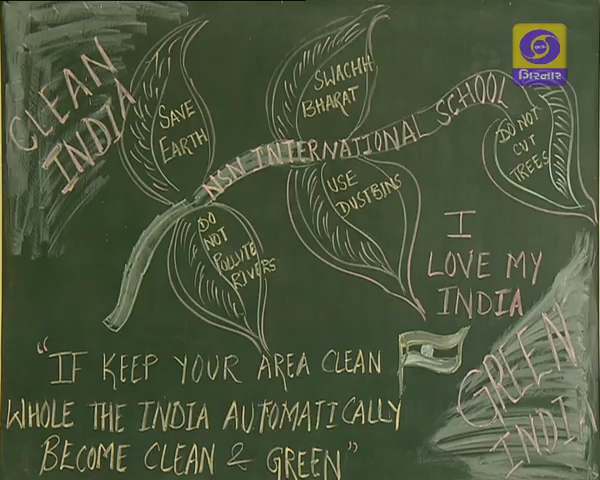 CLEAN
INDIA
SAVE
EARTH
SWACHH
BHARAT
ગિરનાર
NSN INTERNATIONAL SCHOOL
DO NOT
CUT
TREES
USE
DUSTBINS
DO
NOT
POLLUTE
RIVERS
I
LOVE MY
INDIA
GREEN
INDIA
"IF KEEP YOUR AREA CLEAN
WHOLE THE INDIA AUTOMATICALLY
BECOME CLEAN & GREEN"